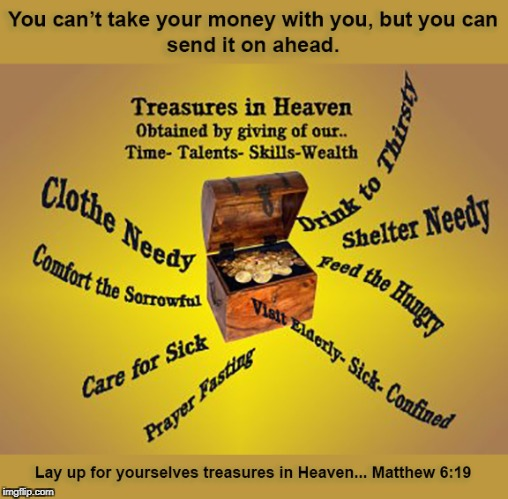 You can't take your money with you, but you can
send it on ahead.
Treasures in Heaven
Obtained by giving of our..
Time- Talents- Skills-Wealth
Drink to Thirsty
Clothe Needy
Shelter Needy
Comfort the Sorrowful
Feed the Hungry
Visit Elderly- Sick- Confined
Care for Sick
Prayer Fasting
Lay up for yourselves treasures in Heaven... Matthew 6:19
imgflip.com